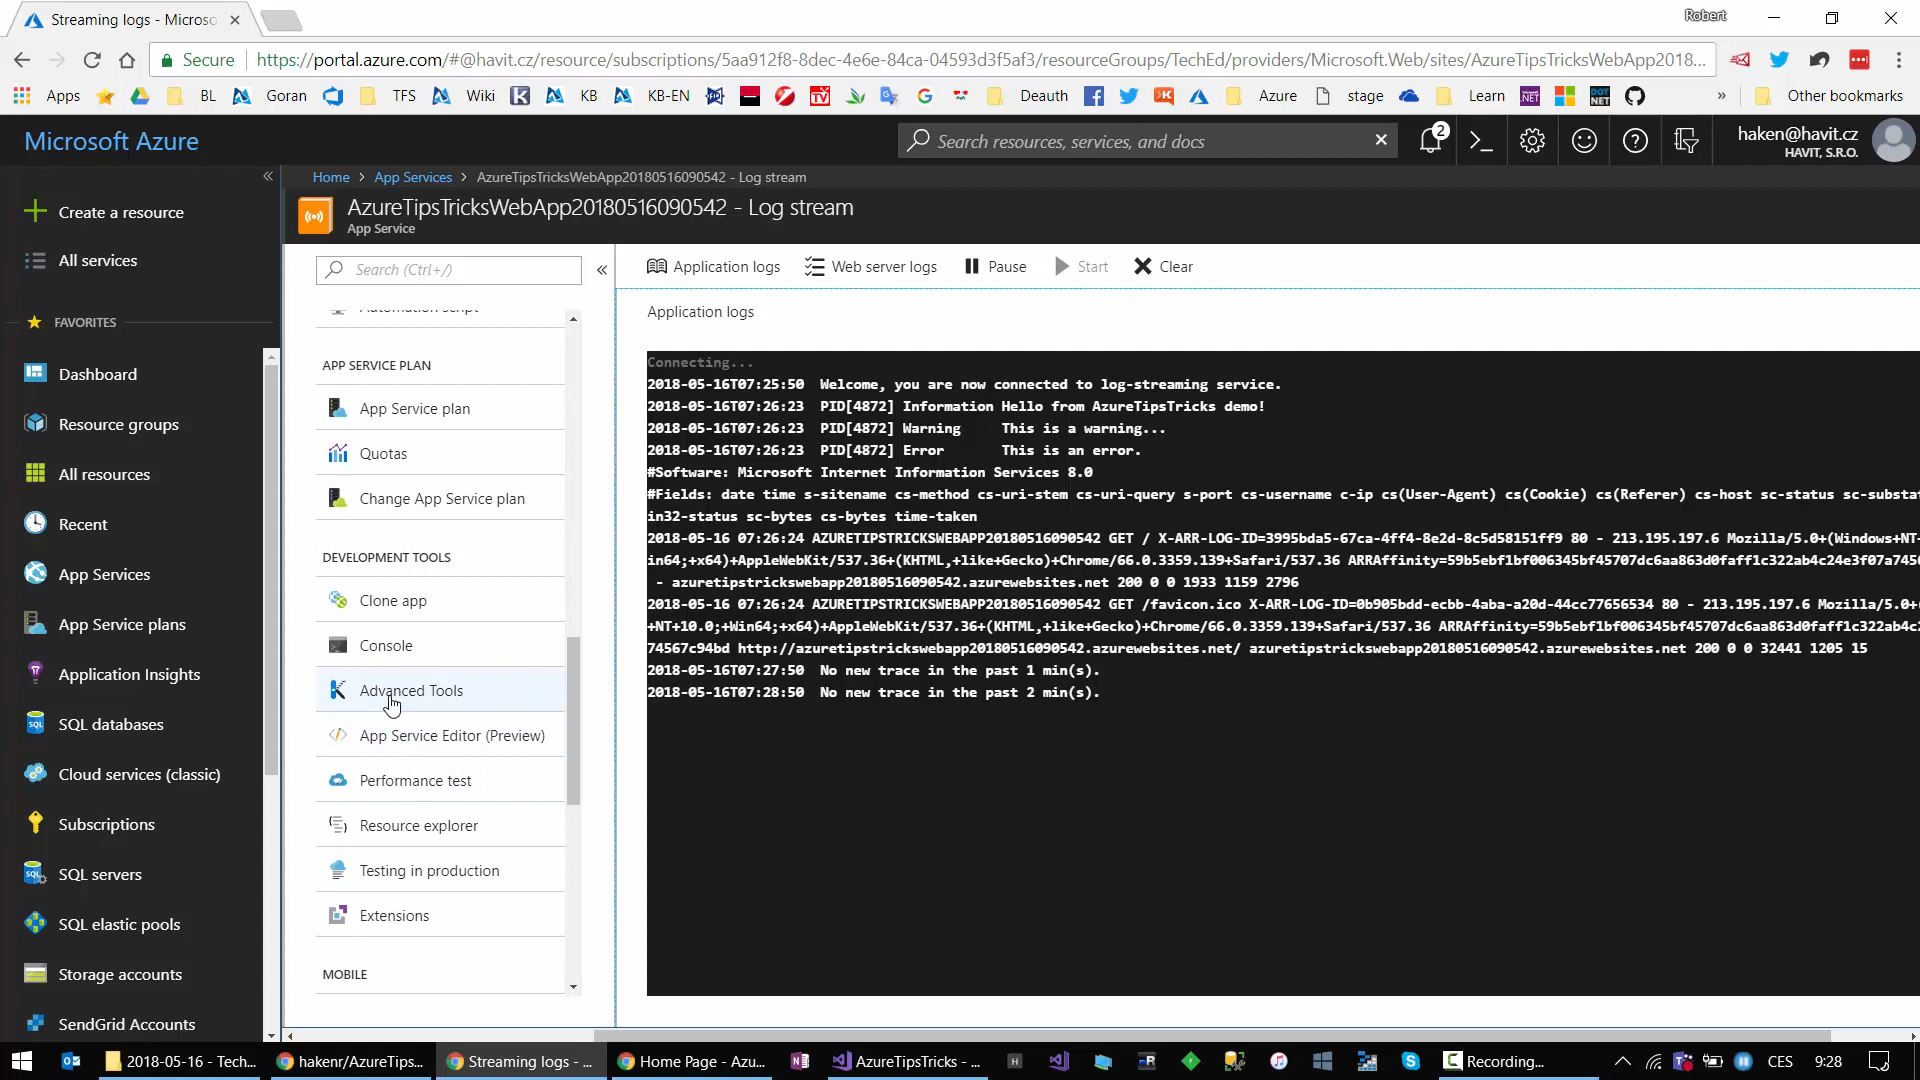 Streaming logs - Microso
Robert
Secure
https://portal.azure.com/#@havit.cz/resource/subscriptions/5aa912f8-8dec-4e6e-84ca-04593d3f5af3/resourceGroups/TechEd/providers/Microsoft.Web/sites/AzureTipsTricksWebApp2018...
Apps BL Goran TFS Wiki KB KB-EN Deauth Azure stage Learn » Other bookmarks
Microsoft Azure
Search resources, services, and docs
2
haken@havit.cz
HAVIT, S.R.O.
Create a resource
All services
FAVORITES
Dashboard
Resource groups
All resources
Recent
App Services
App Service plans
Application Insights
SQL databases
Cloud services (classic)
Subscriptions
SQL servers
SQL elastic pools
Storage accounts
SendGrid Accounts
Home > App Services > AzureTipsTricksWebApp20180516090542 - Log stream
AzureTipsTricksWebApp20180516090542 - Log stream
App Service
Search (Ctrl+/)
Automation script
APP SERVICE PLAN
App Service plan
Quotas
Change App Service plan
DEVELOPMENT TOOLS
Clone app
Console
Advanced Tools
App Service Editor (Preview)
Performance test
Resource explorer
Testing in production
Extensions
MOBILE
Application logs Web server logs Pause Start Clear
Application logs
Connecting...
2018-05-16T07:25:50 Welcome, you are now connected to log-streaming service.
2018-05-16T07:26:23 PID[4872] Information Hello from AzureTipsTricks demo!
2018-05-16T07:26:23 PID[4872] Warning This is a warning...
2018-05-16T07:26:23 PID[4872] Error This is an error.
#Software: Microsoft Internet Information Services 8.0
#Fields: date time s-sitename cs-method cs-uri-stem cs-uri-query s-port cs-username c-ip cs(User-Agent) cs(Cookie) cs(Referer) cs-host sc-status sc-substat
in32-status sc-bytes cs-bytes time-taken
2018-05-16 07:26:24 AZURETIPSTRICKSWEBAPP20180516090542 GET / X-ARR-LOG-ID=3995bda5-67ca-4ff4-8e2d-8c5d58151ff9 80 - 213.195.197.6 Mozilla/5.0+(Windows+NT-
in64;+x64)+AppleWebKit/537.36+(KHTML,+like+Gecko)+Chrome/66.0.3359.139+Safari/537.36 ARRAffinity=59b5ebf1bf006345bf45707dc6aa863d0faff1c322ab4c24e3f07a7456
- azuretipstrickswebapp20180516090542.azurewebsites.net 200 0 0 1933 1159 2796
2018-05-16 07:26:24 AZURETIPSTRICKSWEBAPP20180516090542 GET /favicon.ico X-ARR-LOG-ID=0b905bdd-ecbb-4aba-a20d-44cc77656534 80 - 213.195.197.6 Mozilla/5.0+(
+NT+10.0;+Win64;+x64)+AppleWebKit/537.36+(KHTML,+like+Gecko)+Chrome/66.0.3359.139+Safari/537.36 ARRAffinity=59b5ebf1bf006345bf45707dc6aa863d0faff1c322ab4c2
74567c94bd http://azuretipstrickswebapp20180516090542.azurewebsites.net/ azuretipstrickswebapp20180516090542.azurewebsites.net 200 0 0 32441 1205 15
2018-05-16T07:27:50 No new trace in the past 1 min(s).
2018-05-16T07:28:50 No new trace in the past 2 min(s).
2018-05-16 - Tech... hakenr/AzureTips... Streaming logs - ... Home Page - Azu... AzureTipsTricks - ... Recording... CES 9:28